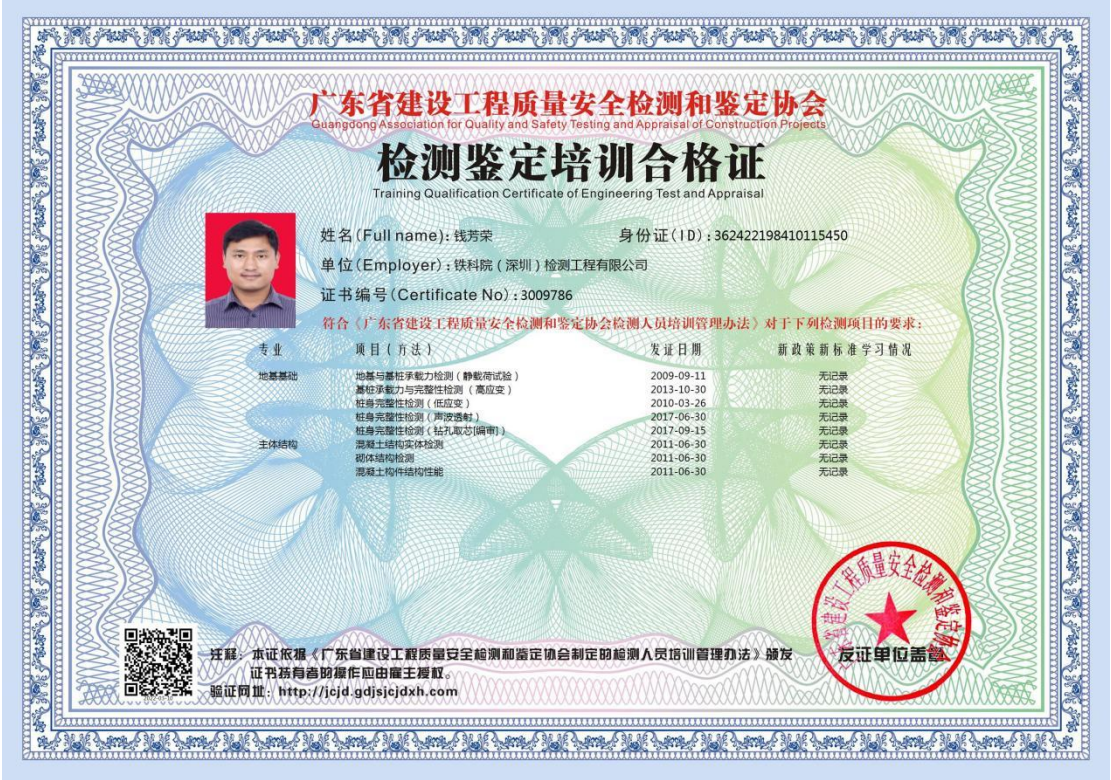 广东省建设工程质量安全检测和鉴定协会
Guangdong Association for Quality and Safety Testing and Appraisal of Construction Projects
检测鉴定培训合格证
Training Qualification Certificate of Engineering Test and Appraisal
姓名(Full name): 钱芳荣 身份证(ID): 362422198410115450
单位(Employer): 铁科院（深圳）检测工程有限公司
证书编号(Certificate No): 3009786
符合《广东省建设工程质量安全检测和鉴定协会检测人员培训管理办法》对于下列检测项目的要求：
专业 项目(方法) 发证日期 新政策新标准学习情况
地基基础 地基与基桩承载力检测（静载荷试验） 2009-09-11 无记录
基桩承载力与完整性检测（高应变） 2013-10-30 无记录
桩身完整性检测（低应变） 2010-03-26 无记录
桩身完整性检测（声波透射） 2017-06-30 无记录
桩身完整性检测（钻孔取芯[编审]） 2017-09-15 无记录
主体结构 混凝土结构实体检测 2011-06-30 无记录
砌体结构检测 2011-06-30 无记录
混凝土构件结构性能 2011-06-30 无记录
广东省建设工程质量安全检测和鉴定协会
发证单位盖章
注释：本证依据《广东省建设工程质量安全检测和鉴定协会制定的检测人员培训管理办法》颁发
证书持有者的操作应由雇主授权。
验证网址：http://jcjd.gdjsjcjdxh.com